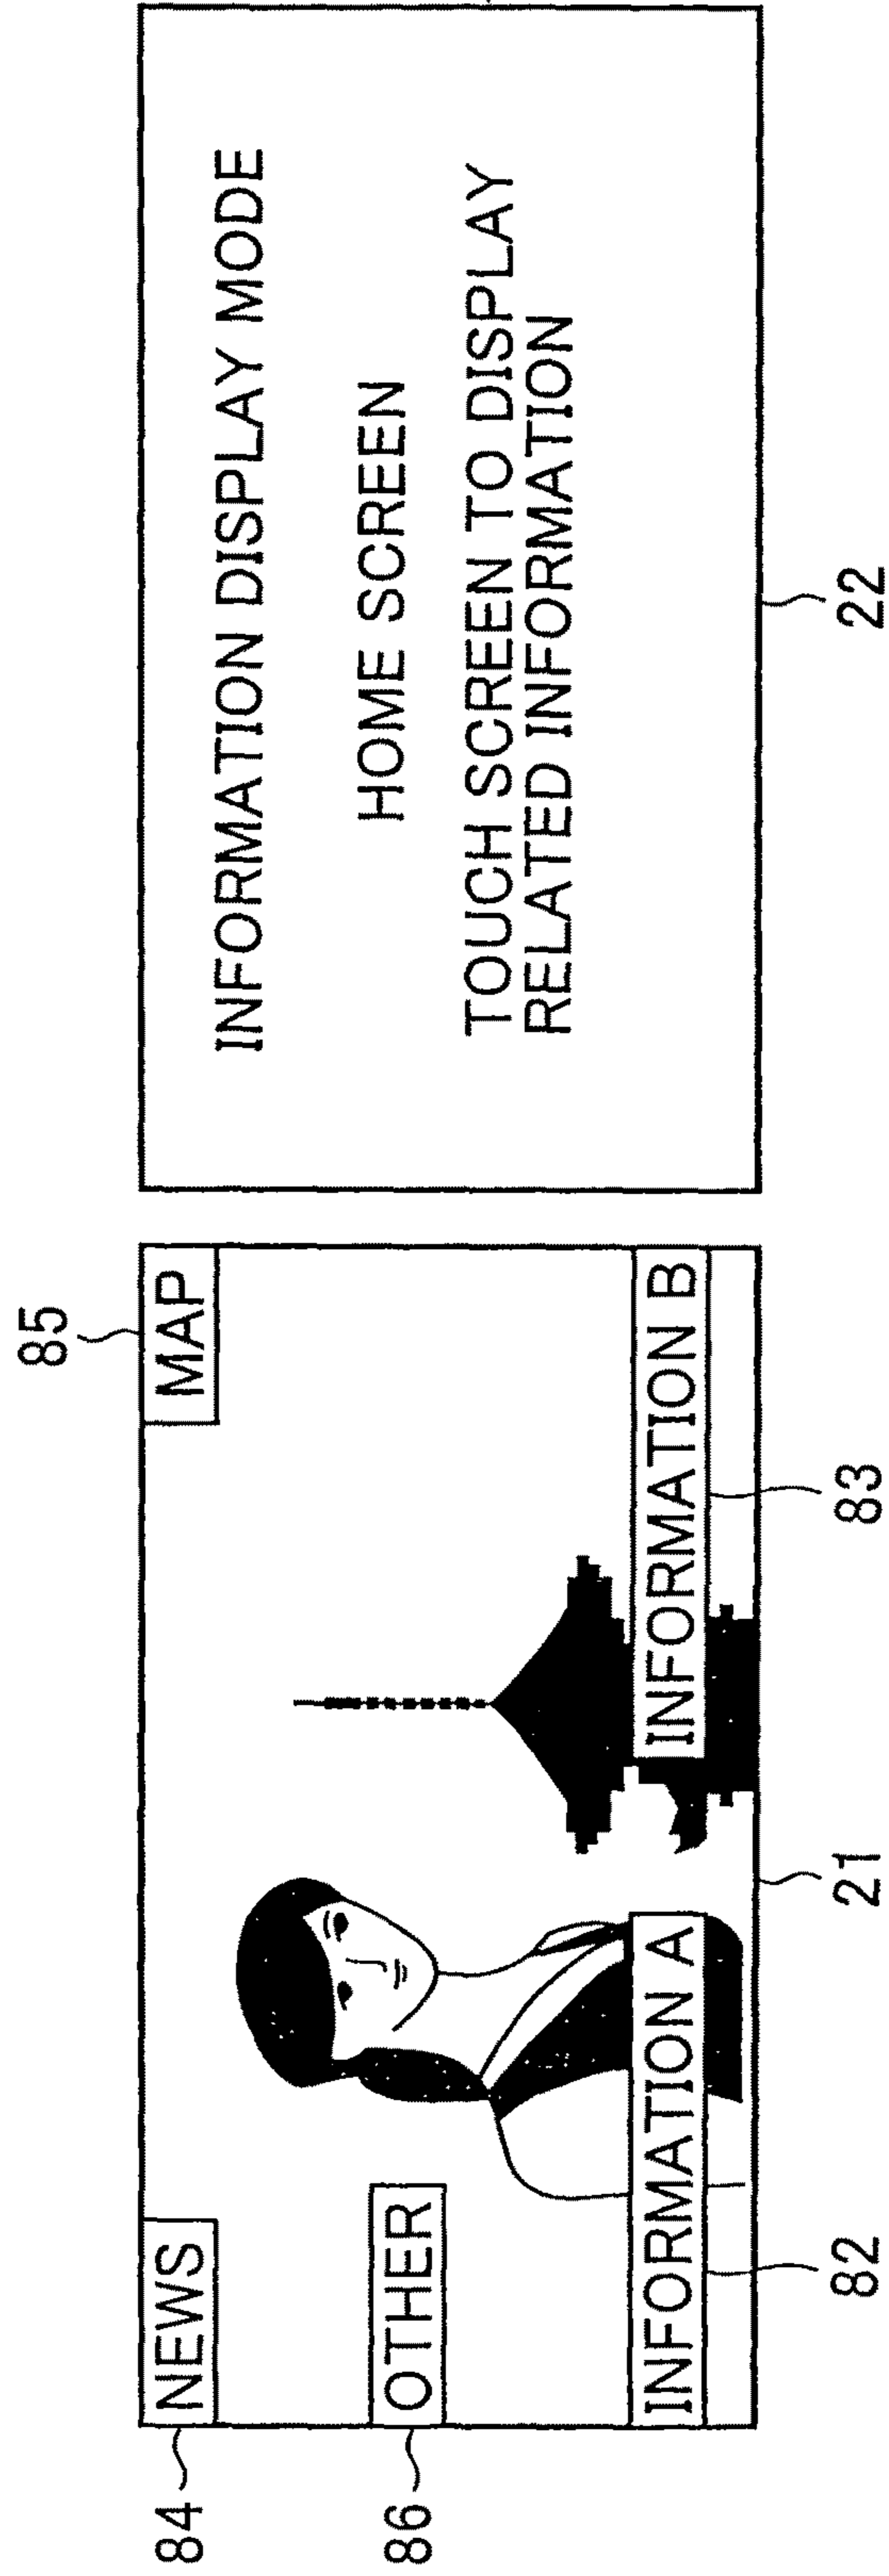 84
NEWS
MAP
85
86
OTHER
INFORMATION A
INFORMATION B
82
21
83
INFORMATION DISPLAY MODE
HOME SCREEN
TOUCH SCREEN TO DISPLAY
RELATED INFORMATION
22